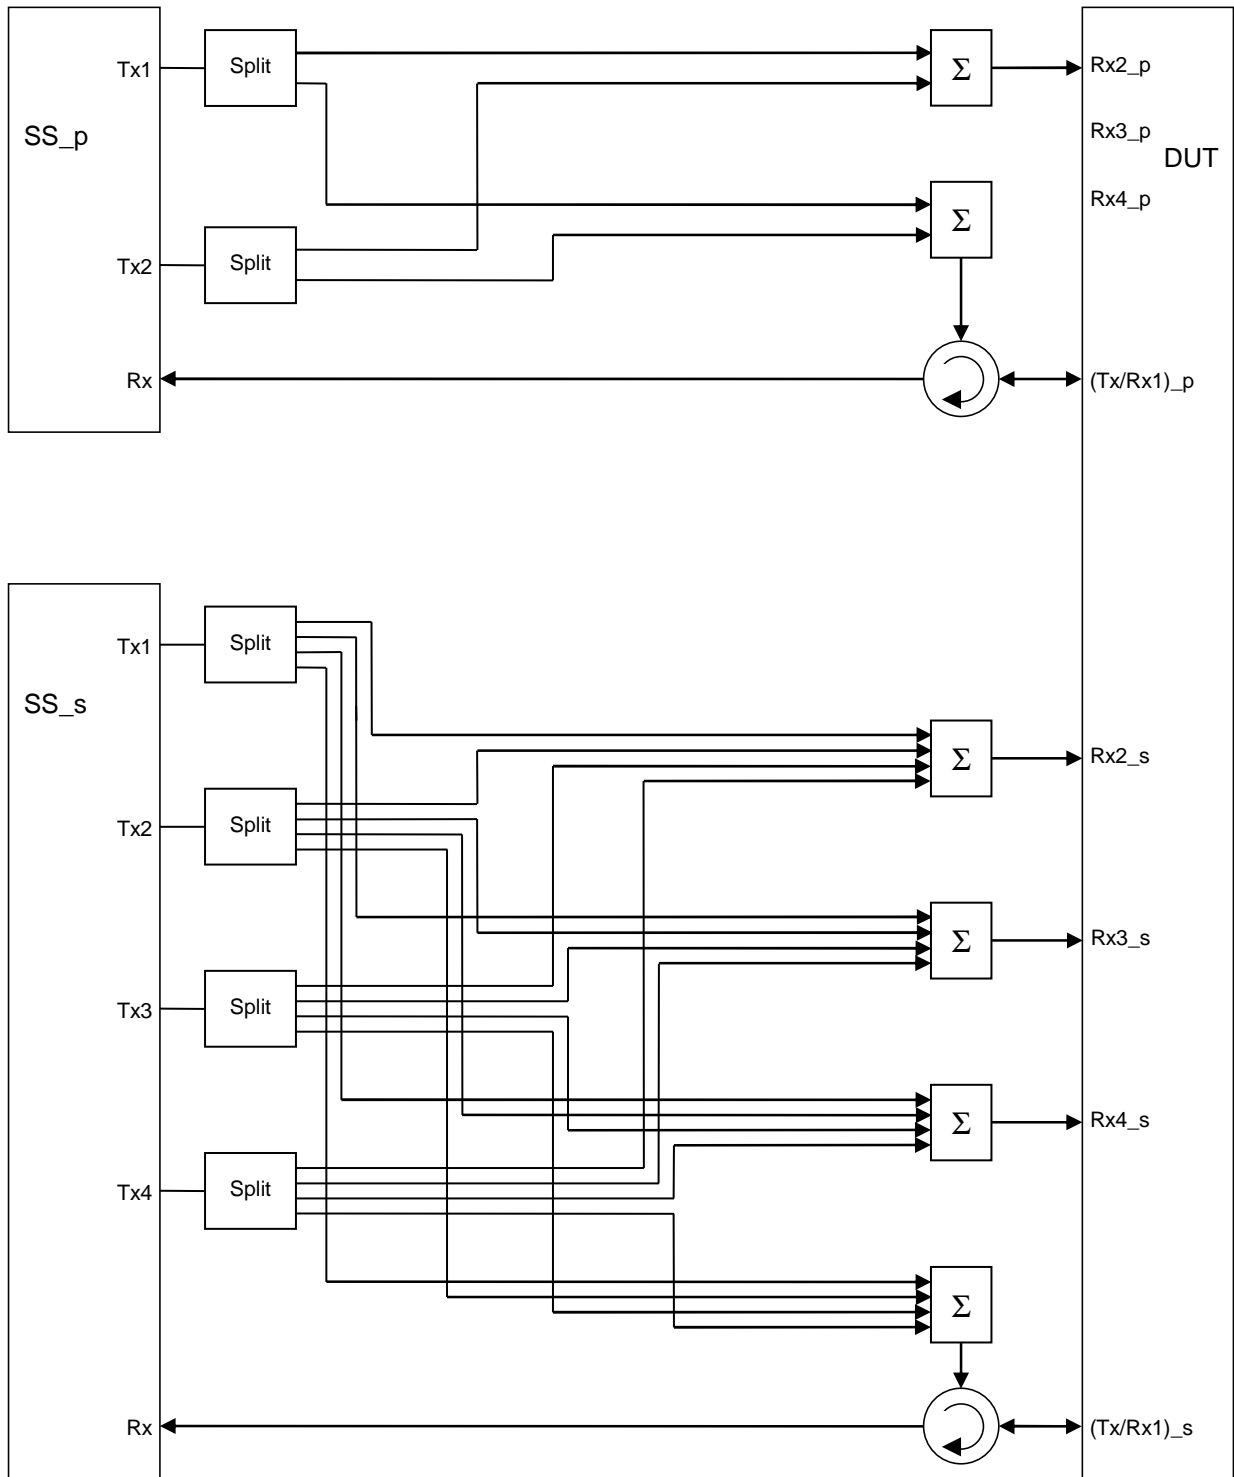 Tx1
Split
Σ
Rx2_p
SS_p
Rx3_p
DUT
Rx4_p
Σ
Tx2
Split
Rx
(Tx/Rx1)_p
Tx1
Split
SS_s
Σ
Rx2_s
Tx2
Split
Σ
Rx3_s
Tx3
Split
Σ
Rx4_s
Tx4
Split
Σ
Rx
(Tx/Rx1)_s